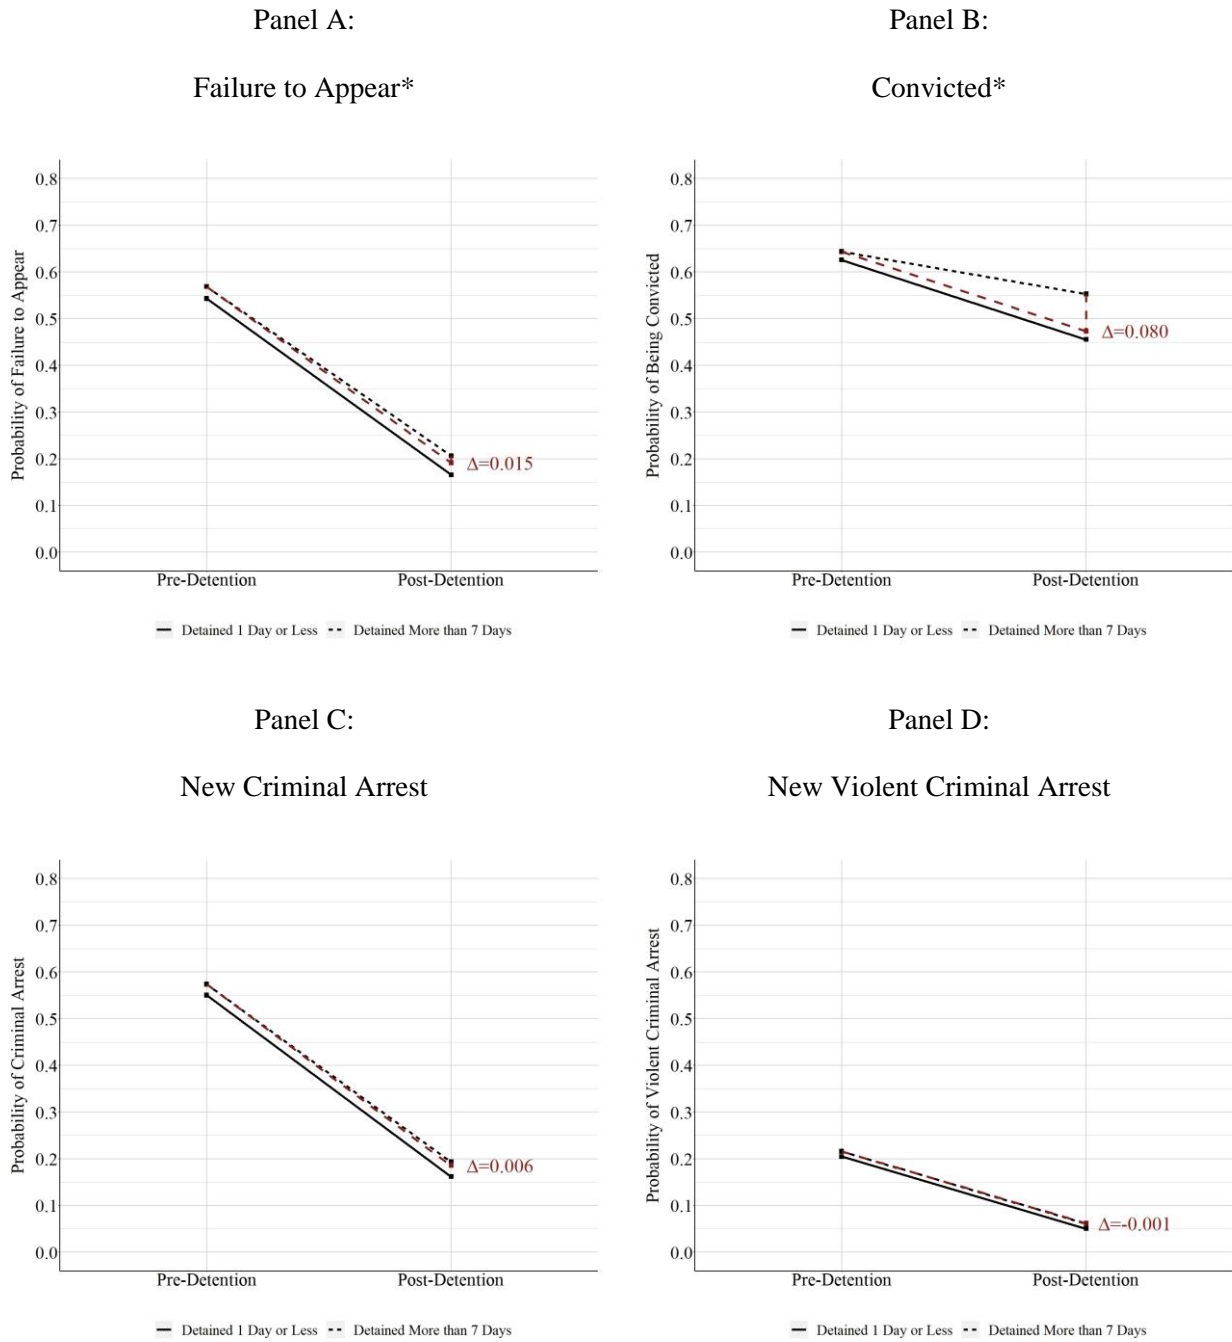 Panel A:
Failure to Appear*
Probability of Failure to Appear
0.8
0.7
0.6
0.5
0.4
0.3
0.2
0.1
0.0
Δ=0.015
Pre-Detention Post-Detention
Detained 1 Day or Less Detained More than 7 Days
Panel B:
Convicted*
Probability of Being Convicted
0.8
0.7
0.6
0.5
0.4
0.3
0.2
0.1
0.0
Δ=0.080
Pre-Detention Post-Detention
Detained 1 Day or Less Detained More than 7 Days
Panel C:
New Criminal Arrest
Probability of Criminal Arrest
0.8
0.7
0.6
0.5
0.4
0.3
0.2
0.1
0.0
Δ=0.006
Pre-Detention Post-Detention
Detained 1 Day or Less Detained More than 7 Days
Panel D:
New Violent Criminal Arrest
Probability of Violent Criminal Arrest
0.8
0.7
0.6
0.5
0.4
0.3
0.2
0.1
0.0
Δ=-0.001
Pre-Detention Post-Detention
Detained 1 Day or Less Detained More than 7 Days